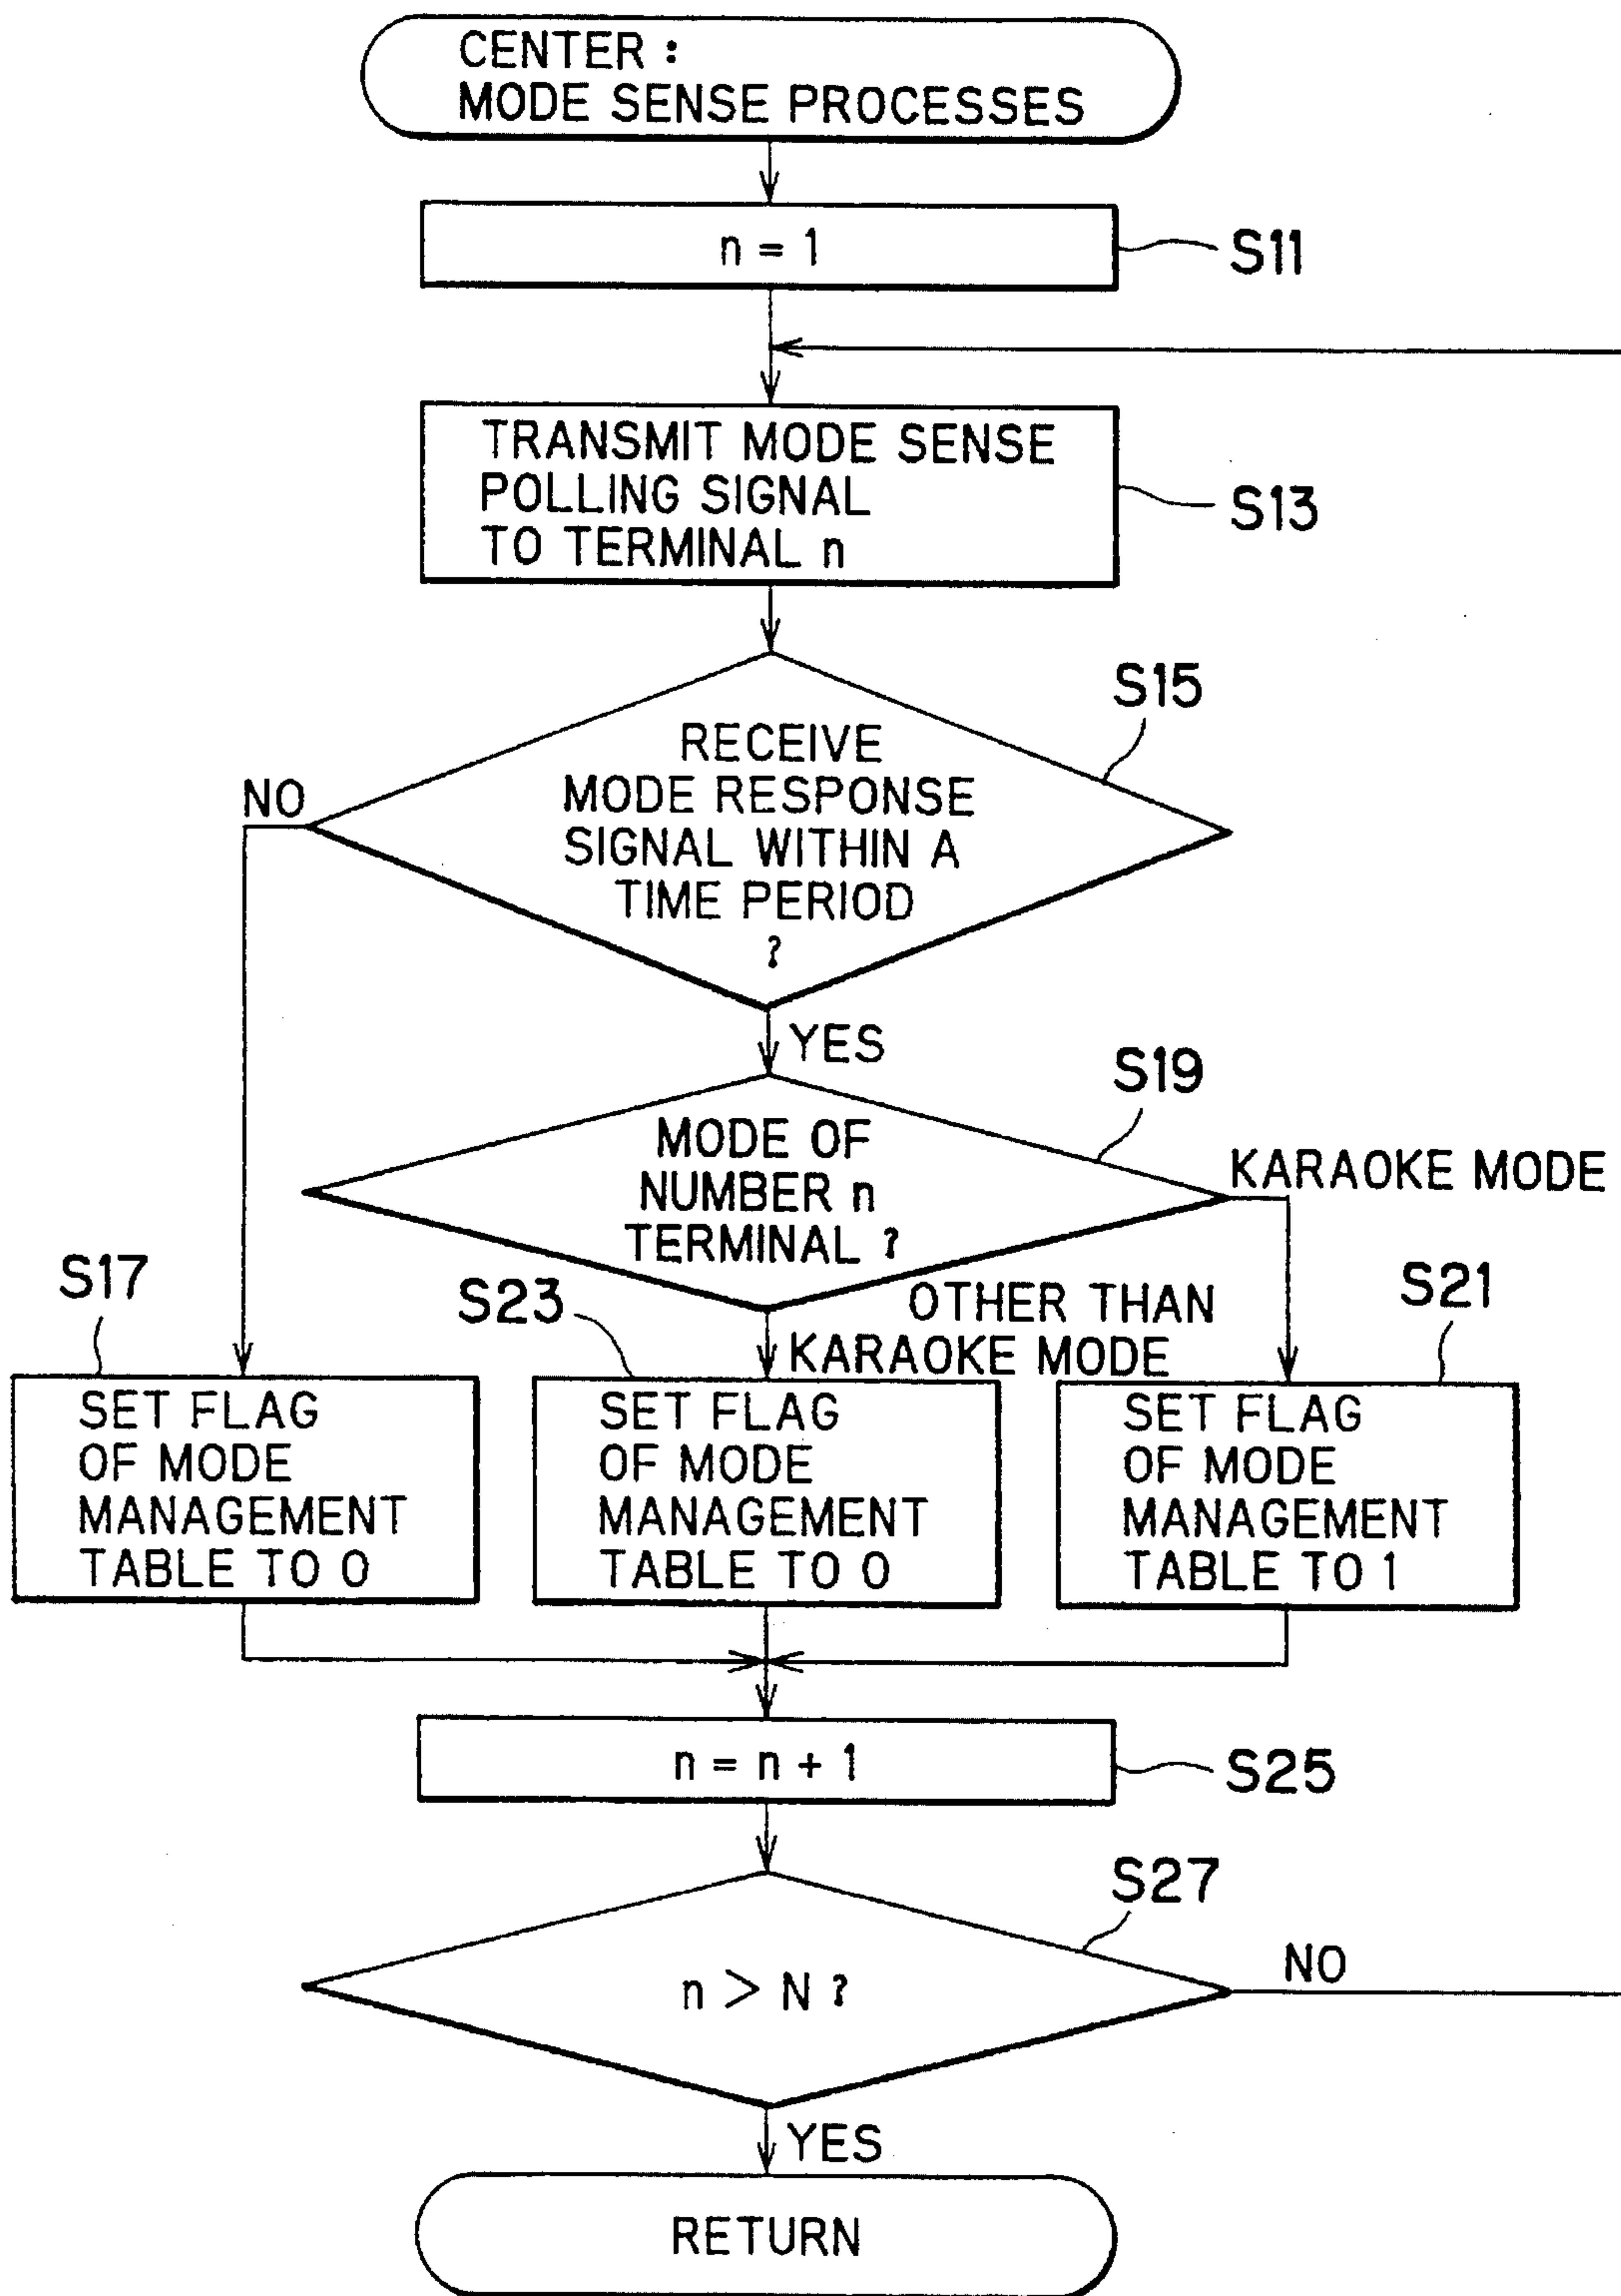 CENTER :
MODE SENSE PROCESSES
n = 1
S11
TRANSMIT MODE SENSE
POLLING SIGNAL
TO TERMINAL n
S13
S15
RECEIVE
MODE RESPONSE
SIGNAL WITHIN A
TIME PERIOD
?
NO
YES
S19
MODE OF
NUMBER n
TERMINAL ?
KARAOKE MODE
OTHER THAN
KARAOKE MODE
S17
SET FLAG
OF MODE
MANAGEMENT
TABLE TO 0
S23
SET FLAG
OF MODE
MANAGEMENT
TABLE TO 0
S21
SET FLAG
OF MODE
MANAGEMENT
TABLE TO 1
n = n + 1
S25
S27
n > N ?
NO
YES
RETURN